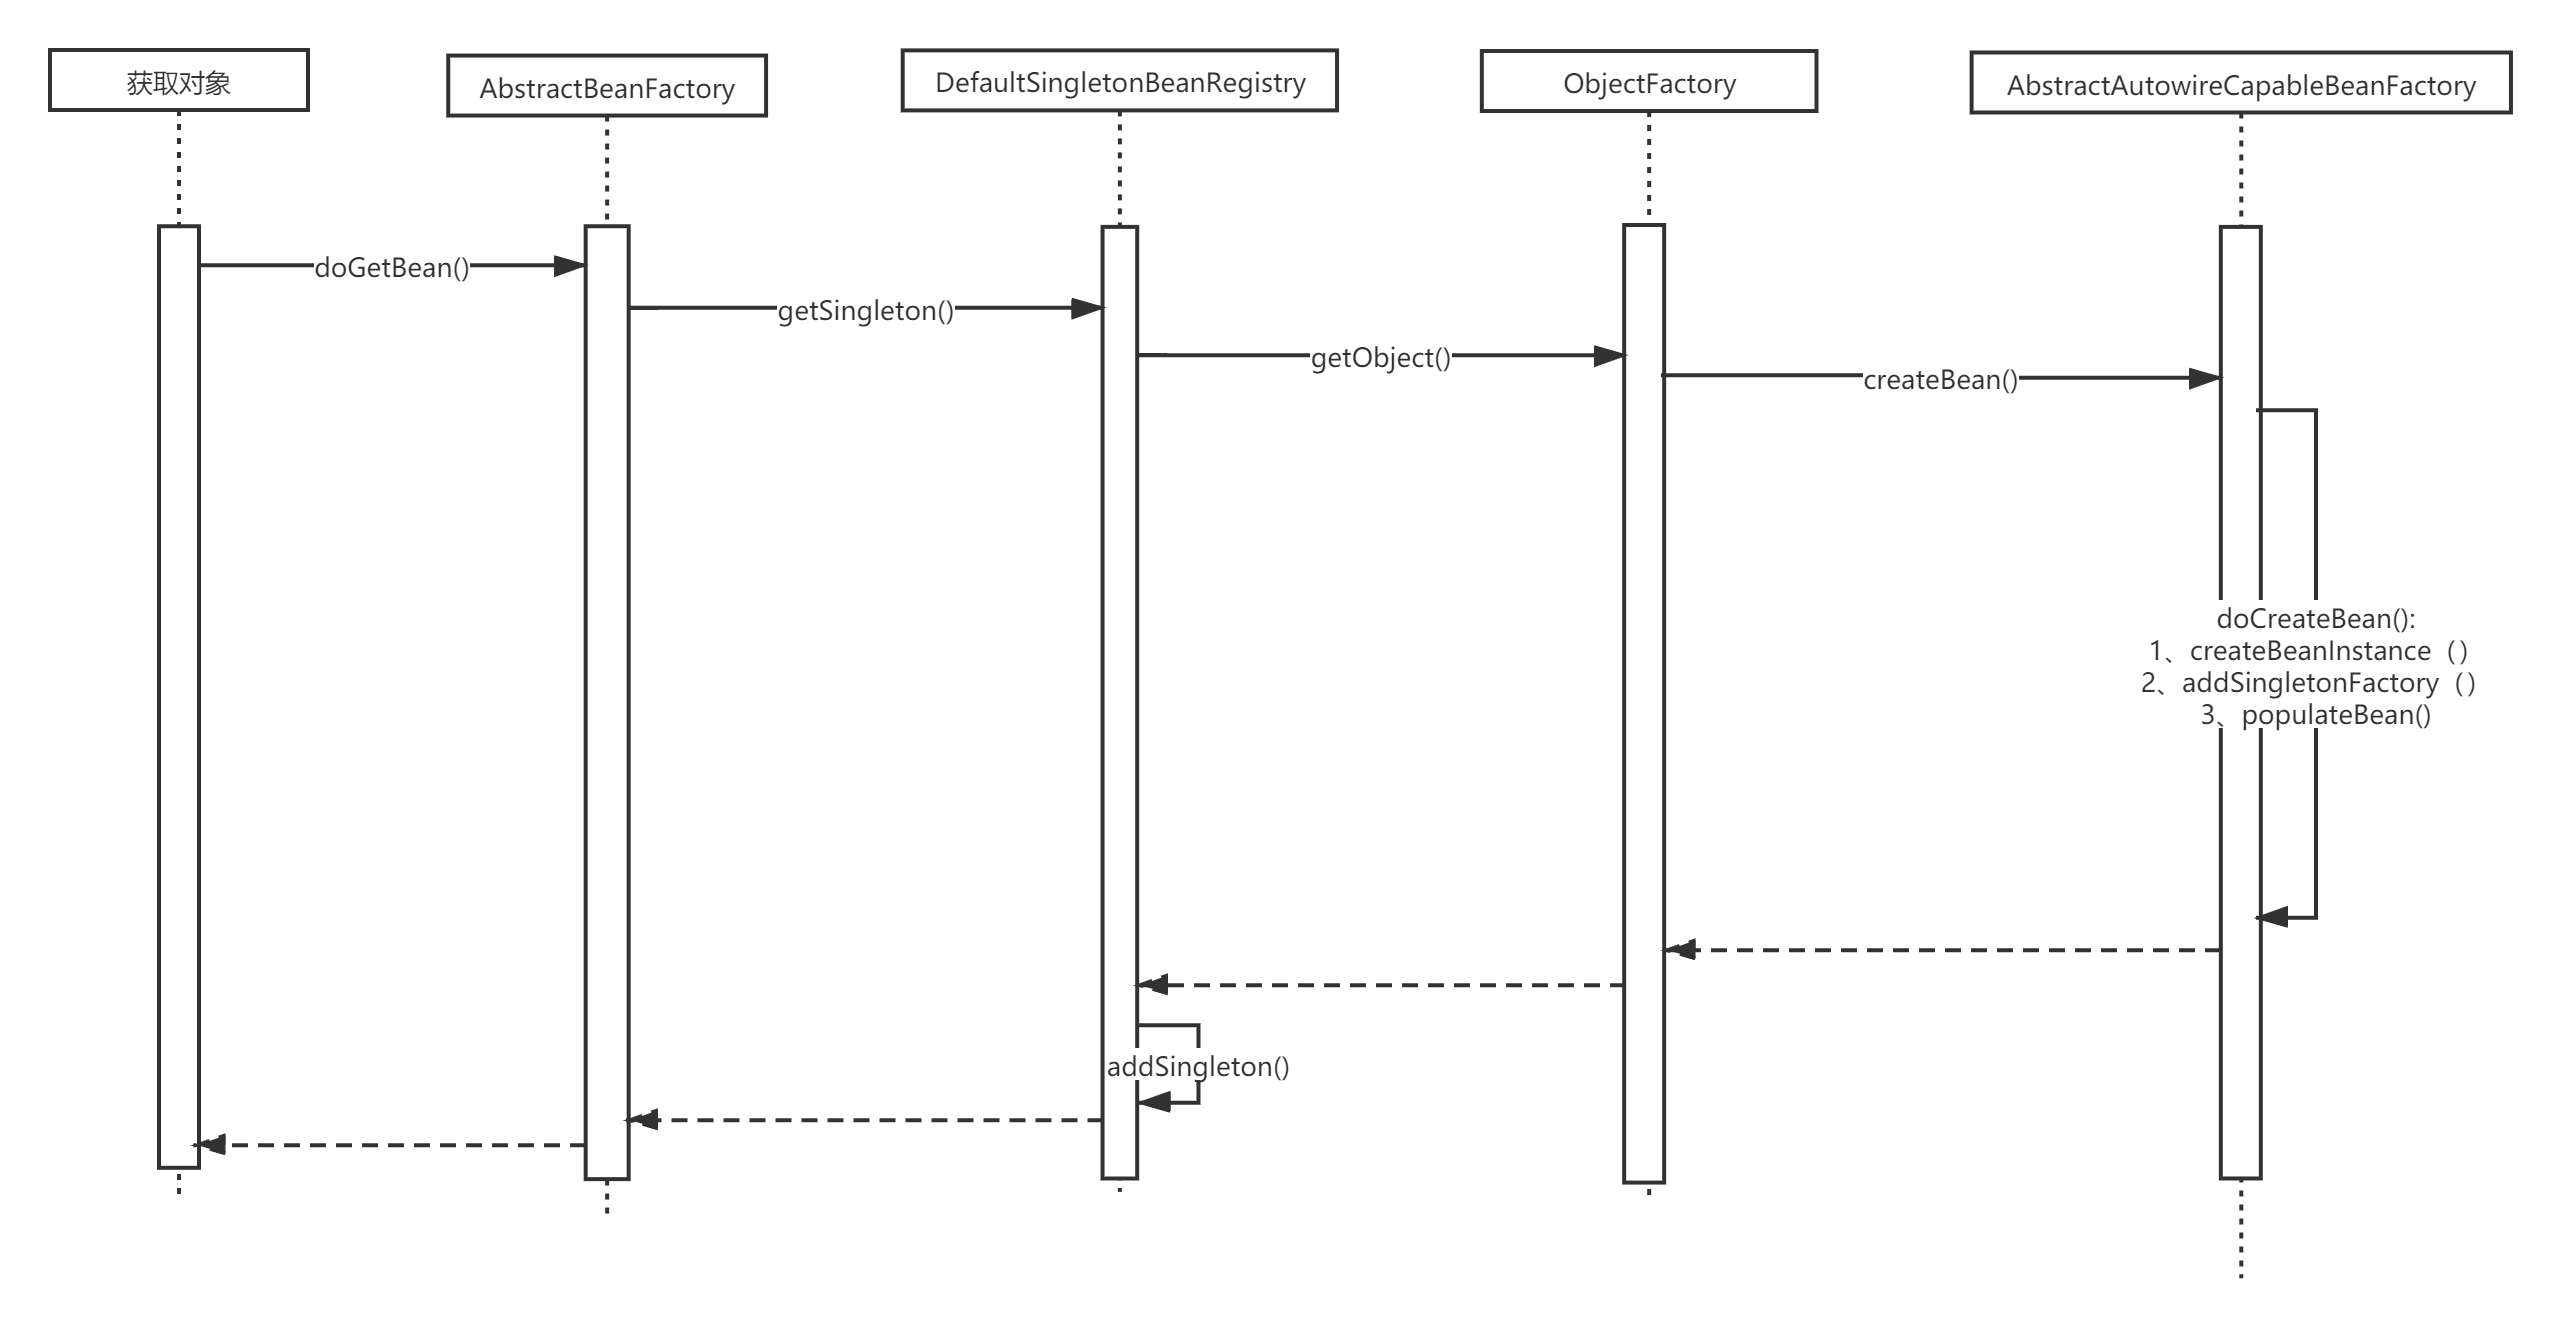 获取对象
AbstractBeanFactory
DefaultSingletonBeanRegistry
ObjectFactory
AbstractAutowireCapableBeanFactory
doGetBean()
getSingleton()
getObject()
createBean()
doCreateBean():
1、createBeanInstance（）
2、addSingletonFactory（）
3、populateBean()
addSingleton()